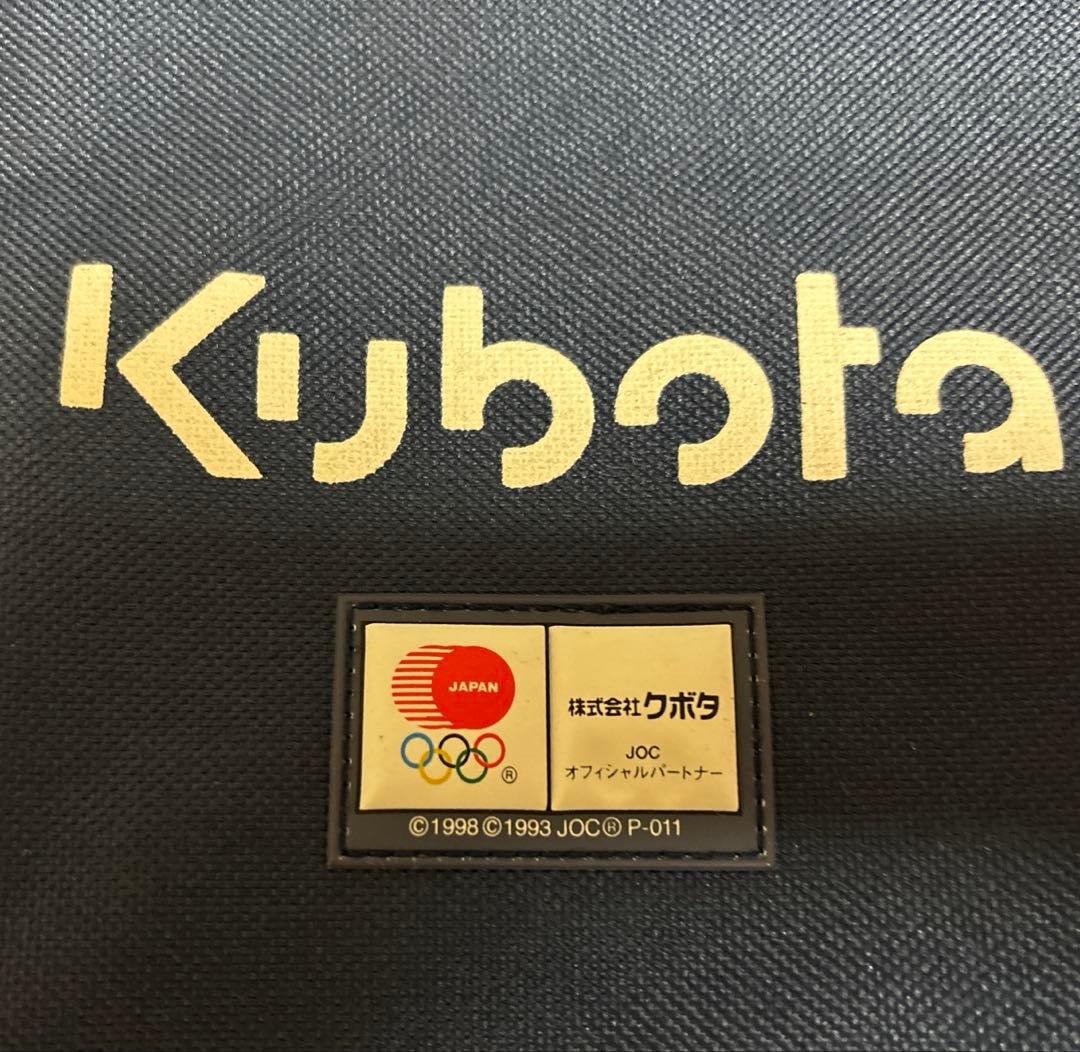 Kubota
JAPAN
®
株式会社クボタ
JOC
オフィシャルパートナー
©1998 ©1993 JOC® P-011